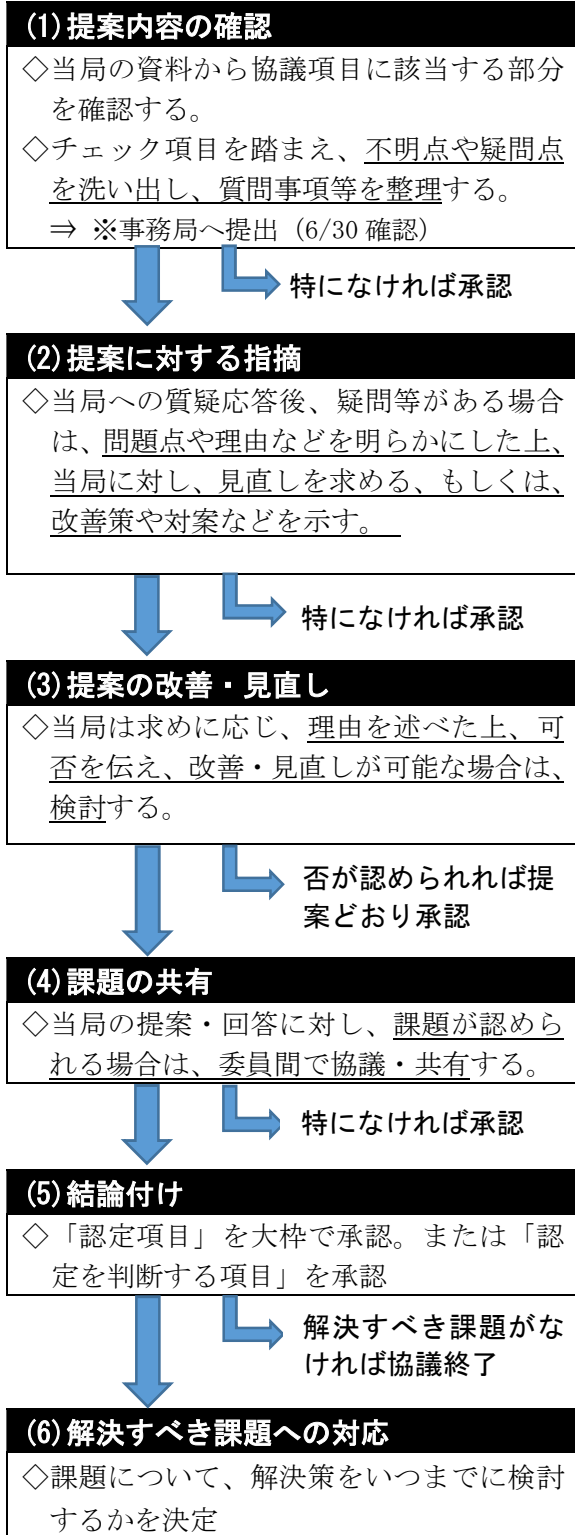 (1)提案内容の確認
◇当局の資料から協議項目に該当する部分
を確認する。
◇チェック項目を踏まえ、不明点や疑問点
を洗い出し、質問事項等を整理する。
⇒ ※事務局へ提出（6/30 確認）
特になければ承認
(2)提案に対する指摘
◇当局への質疑応答後、疑問等がある場合
は、問題点や理由などを明らかにした上、
当局に対し、見直しを求める、もしくは、
改善策や対案などを示す。
特になければ承認
(3)提案の改善・見直し
◇当局は求めに応じ、理由を述べた上、可
否を伝え、改善・見直しが可能な場合は、
検討する。
否が認められれば提
案どおり承認
(4)課題の共有
◇当局の提案・回答に対し、課題が認めら
れる場合は、委員間で協議・共有する。
特になければ承認
(5)結論付け
◇「認定項目」を大枠で承認。または「認
定を判断する項目」を承認
解決すべき課題がな
ければ協議終了
(6)解決すべき課題への対応
◇課題について、解決策をいつまでに検討
するかを決定